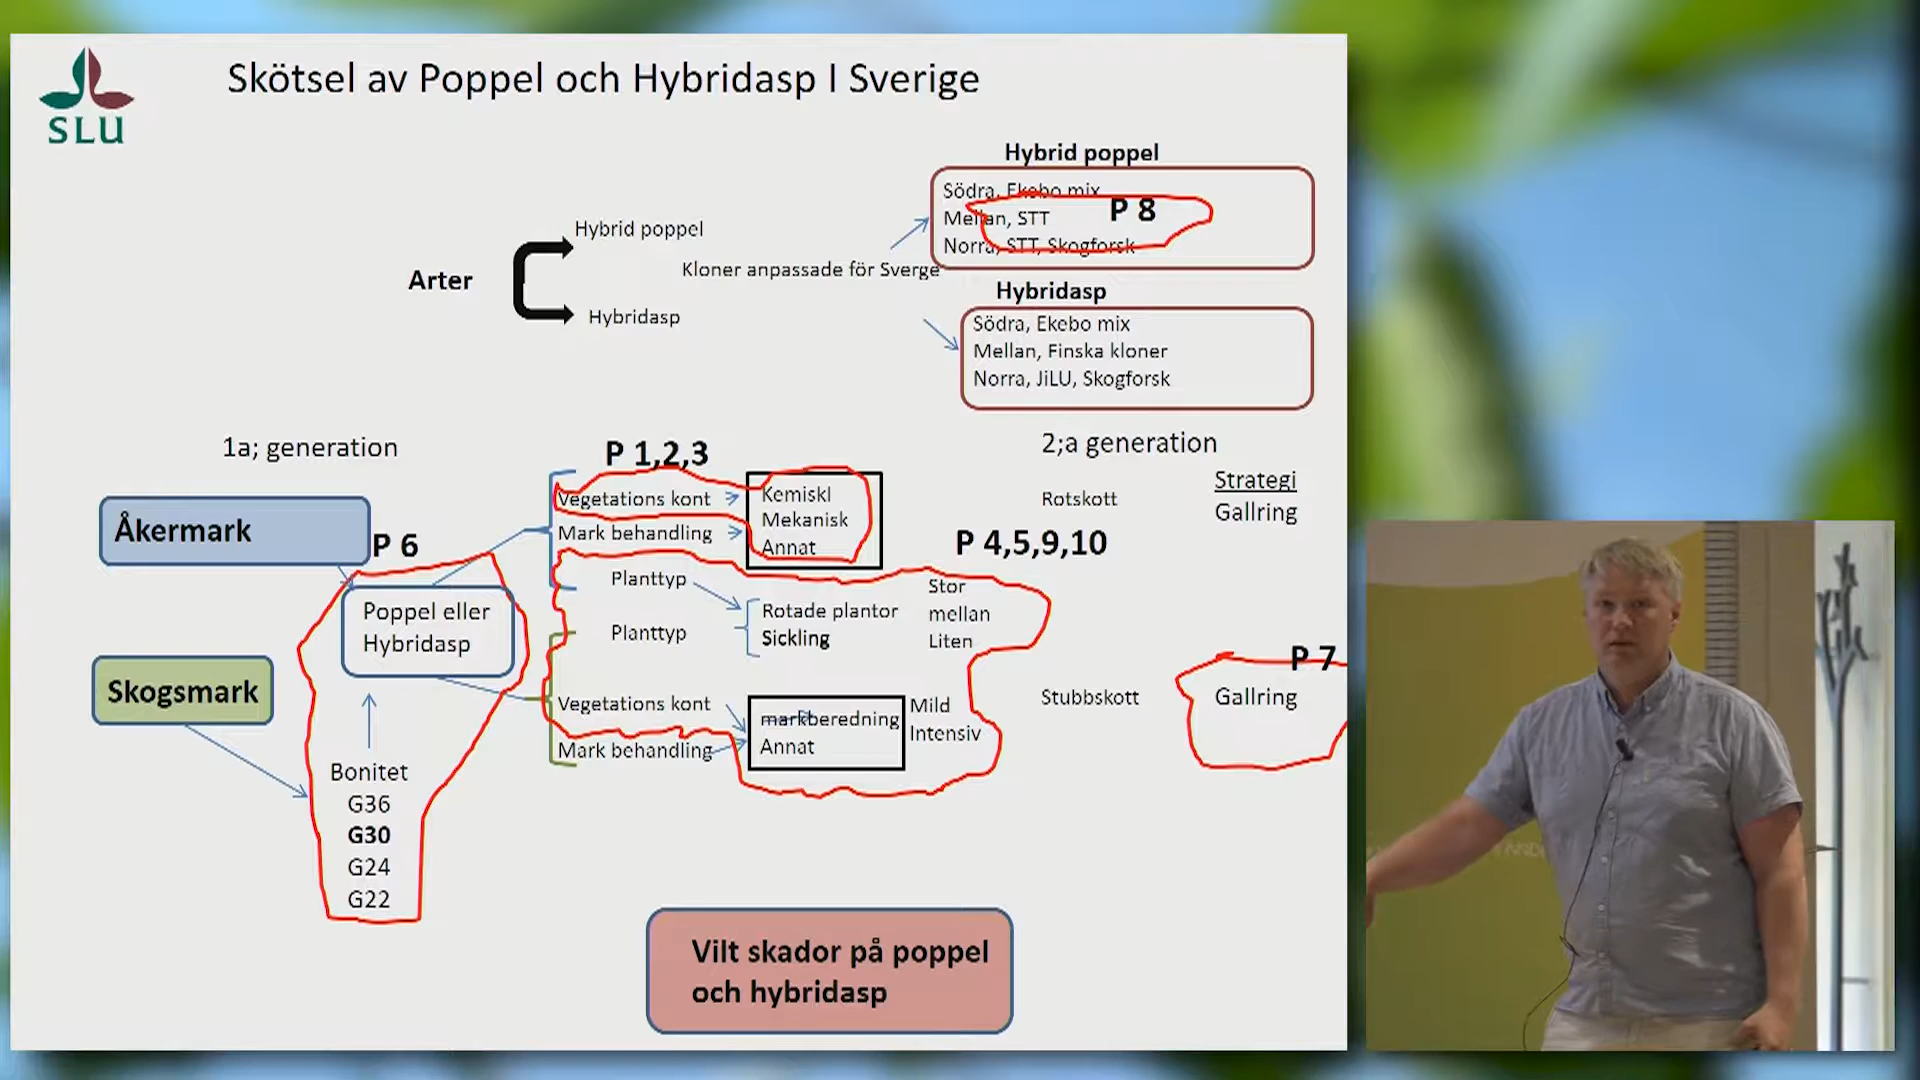 SLU
Skötsel av Poppel och Hybridasp I Sverige
Hybrid poppel
Södra, Ekebo mix
Mellan, STT
P 8
Norra, STT, Skogforsk
Hybrid poppel
Arter
Kloner anpassade för Sverge
Hybridasp
Hybridasp
Södra, Ekebo mix
Mellan, Finska kloner
Norra, JiLU, Skogforsk
1a; generation
P 1,2,3
2;a generation
Åkermark
P 6
Vegetations kont
Mark behandling
Kemiskl
Mekanisk
Annat
Rotskott
Strategi
Gallring
P 4,5,9,10
Planttyp
Planttyp
Rotade plantor
Sickling
Stor
mellan
Liten
Poppel eller
Hybridasp
Skogsmark
P 7
Vegetations kont
Mark behandling
markberedning
Annat
Mild
Intensiv
Stubbskott
Gallring
Bonitet
G36
G30
G24
G22
Vilt skador på poppel
och hybridasp